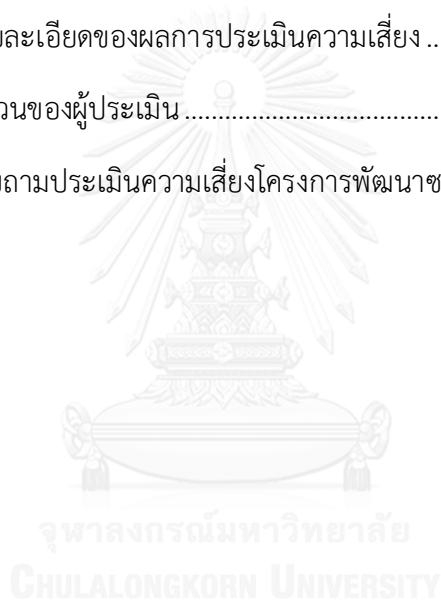 ยละเอียดของผลการประเมินความเสี่ยง ..
่วนของผู้ประเมิน ....................................
ถามประเมินความเสี่ยงโครงการพัฒนาซ
จุฬาลงกรณ์มหาวิทยาลัย
CHULALONGKORN UNIVERSITY